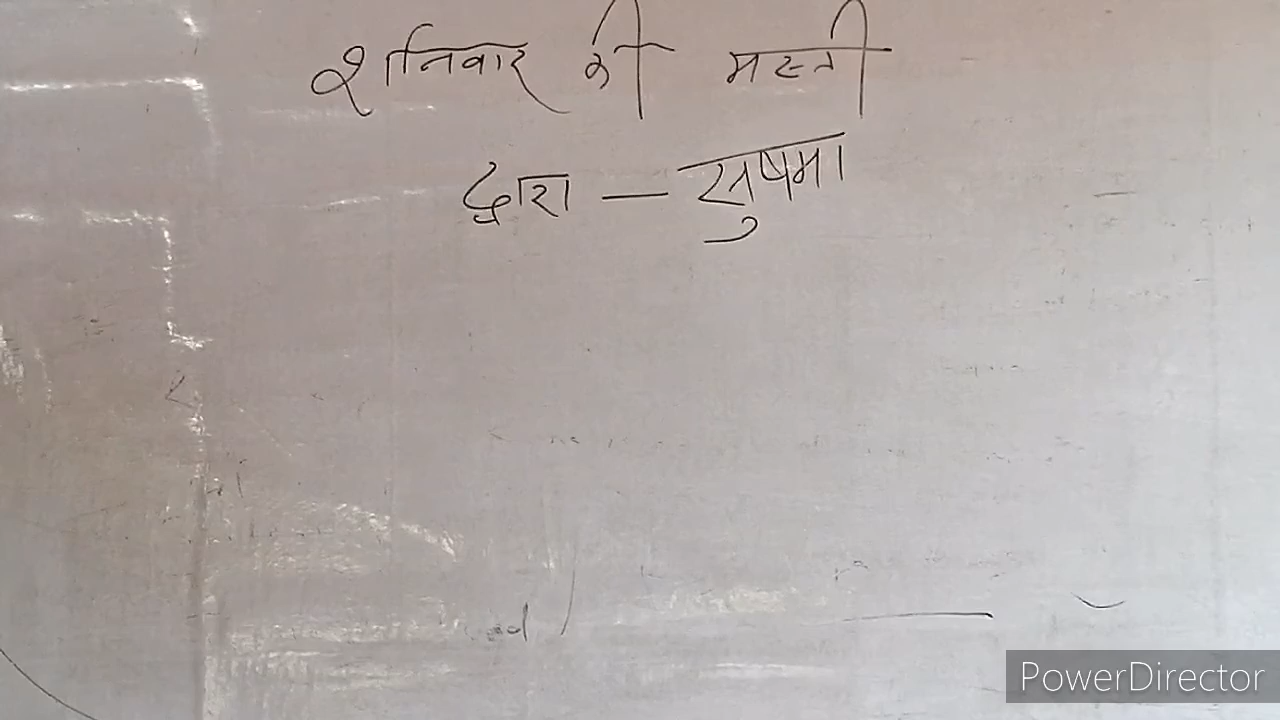 शनिवार की मस्ती
द्वारा — सुषमा
PowerDirector